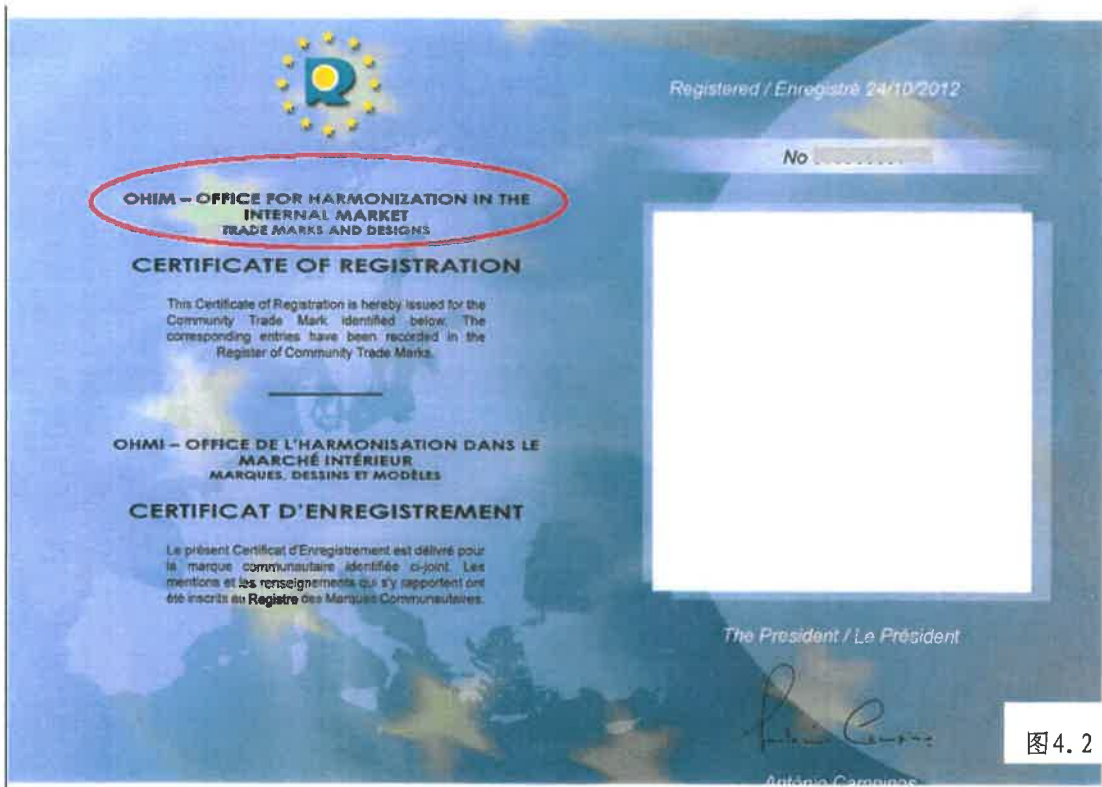 OHIM – OFFICE FOR HARMONIZATION IN THE
INTERNAL MARKET
TRADE MARKS AND DESIGNS
CERTIFICATE OF REGISTRATION
This Certificate of Registration is hereby issued for the
Community Trade Mark identified below. The
corresponding entries have been recorded in the
Register of Community Trade Marks.
OHMI – OFFICE DE L'HARMONISATION DANS LE
MARCHÉ INTÉRIEUR
MARQUES, DESSINS ET MODÈLES
CERTIFICAT D'ENREGISTREMENT
Le présent Certificat d'Enregistrement est délivré pour
la marque communautaire identifiée ci-joint. Les
mentions et les renseignements qui s'y rapportent ont
été inscrits au Registre des Marques Communautaires.
Registered / Enregistré 24/10/2012
No
The President / Le Président
António Campinos
图4.2